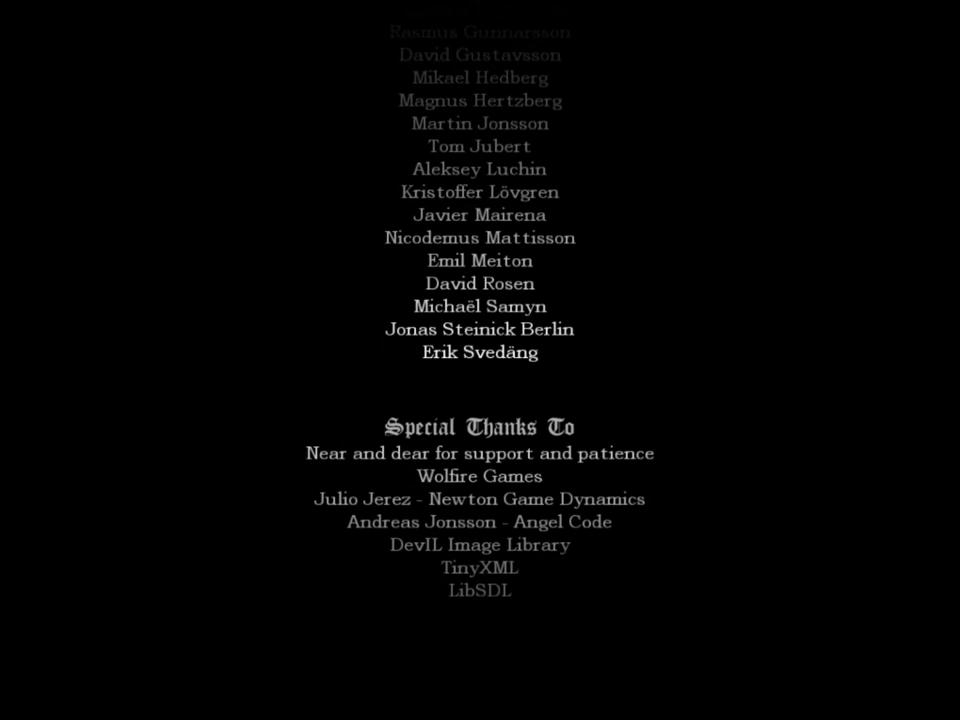 Rasmus Gunnarsson
David Gustavsson
Mikael Hedberg
Magnus Hertzberg
Martin Jonsson
Tom Jubert
Aleksey Luchin
Kristoffer Lövgren
Javier Mairena
Nicodemus Mattisson
Emil Meiton
David Rosen
Michaël Samyn
Jonas Steinick Berlin
Erik Svedäng
Special Thanks To
Near and dear for support and patience
Wolfire Games
Julio Jerez - Newton Game Dynamics
Andreas Jonsson - Angel Code
DevIL Image Library
TinyXML
LibSDL